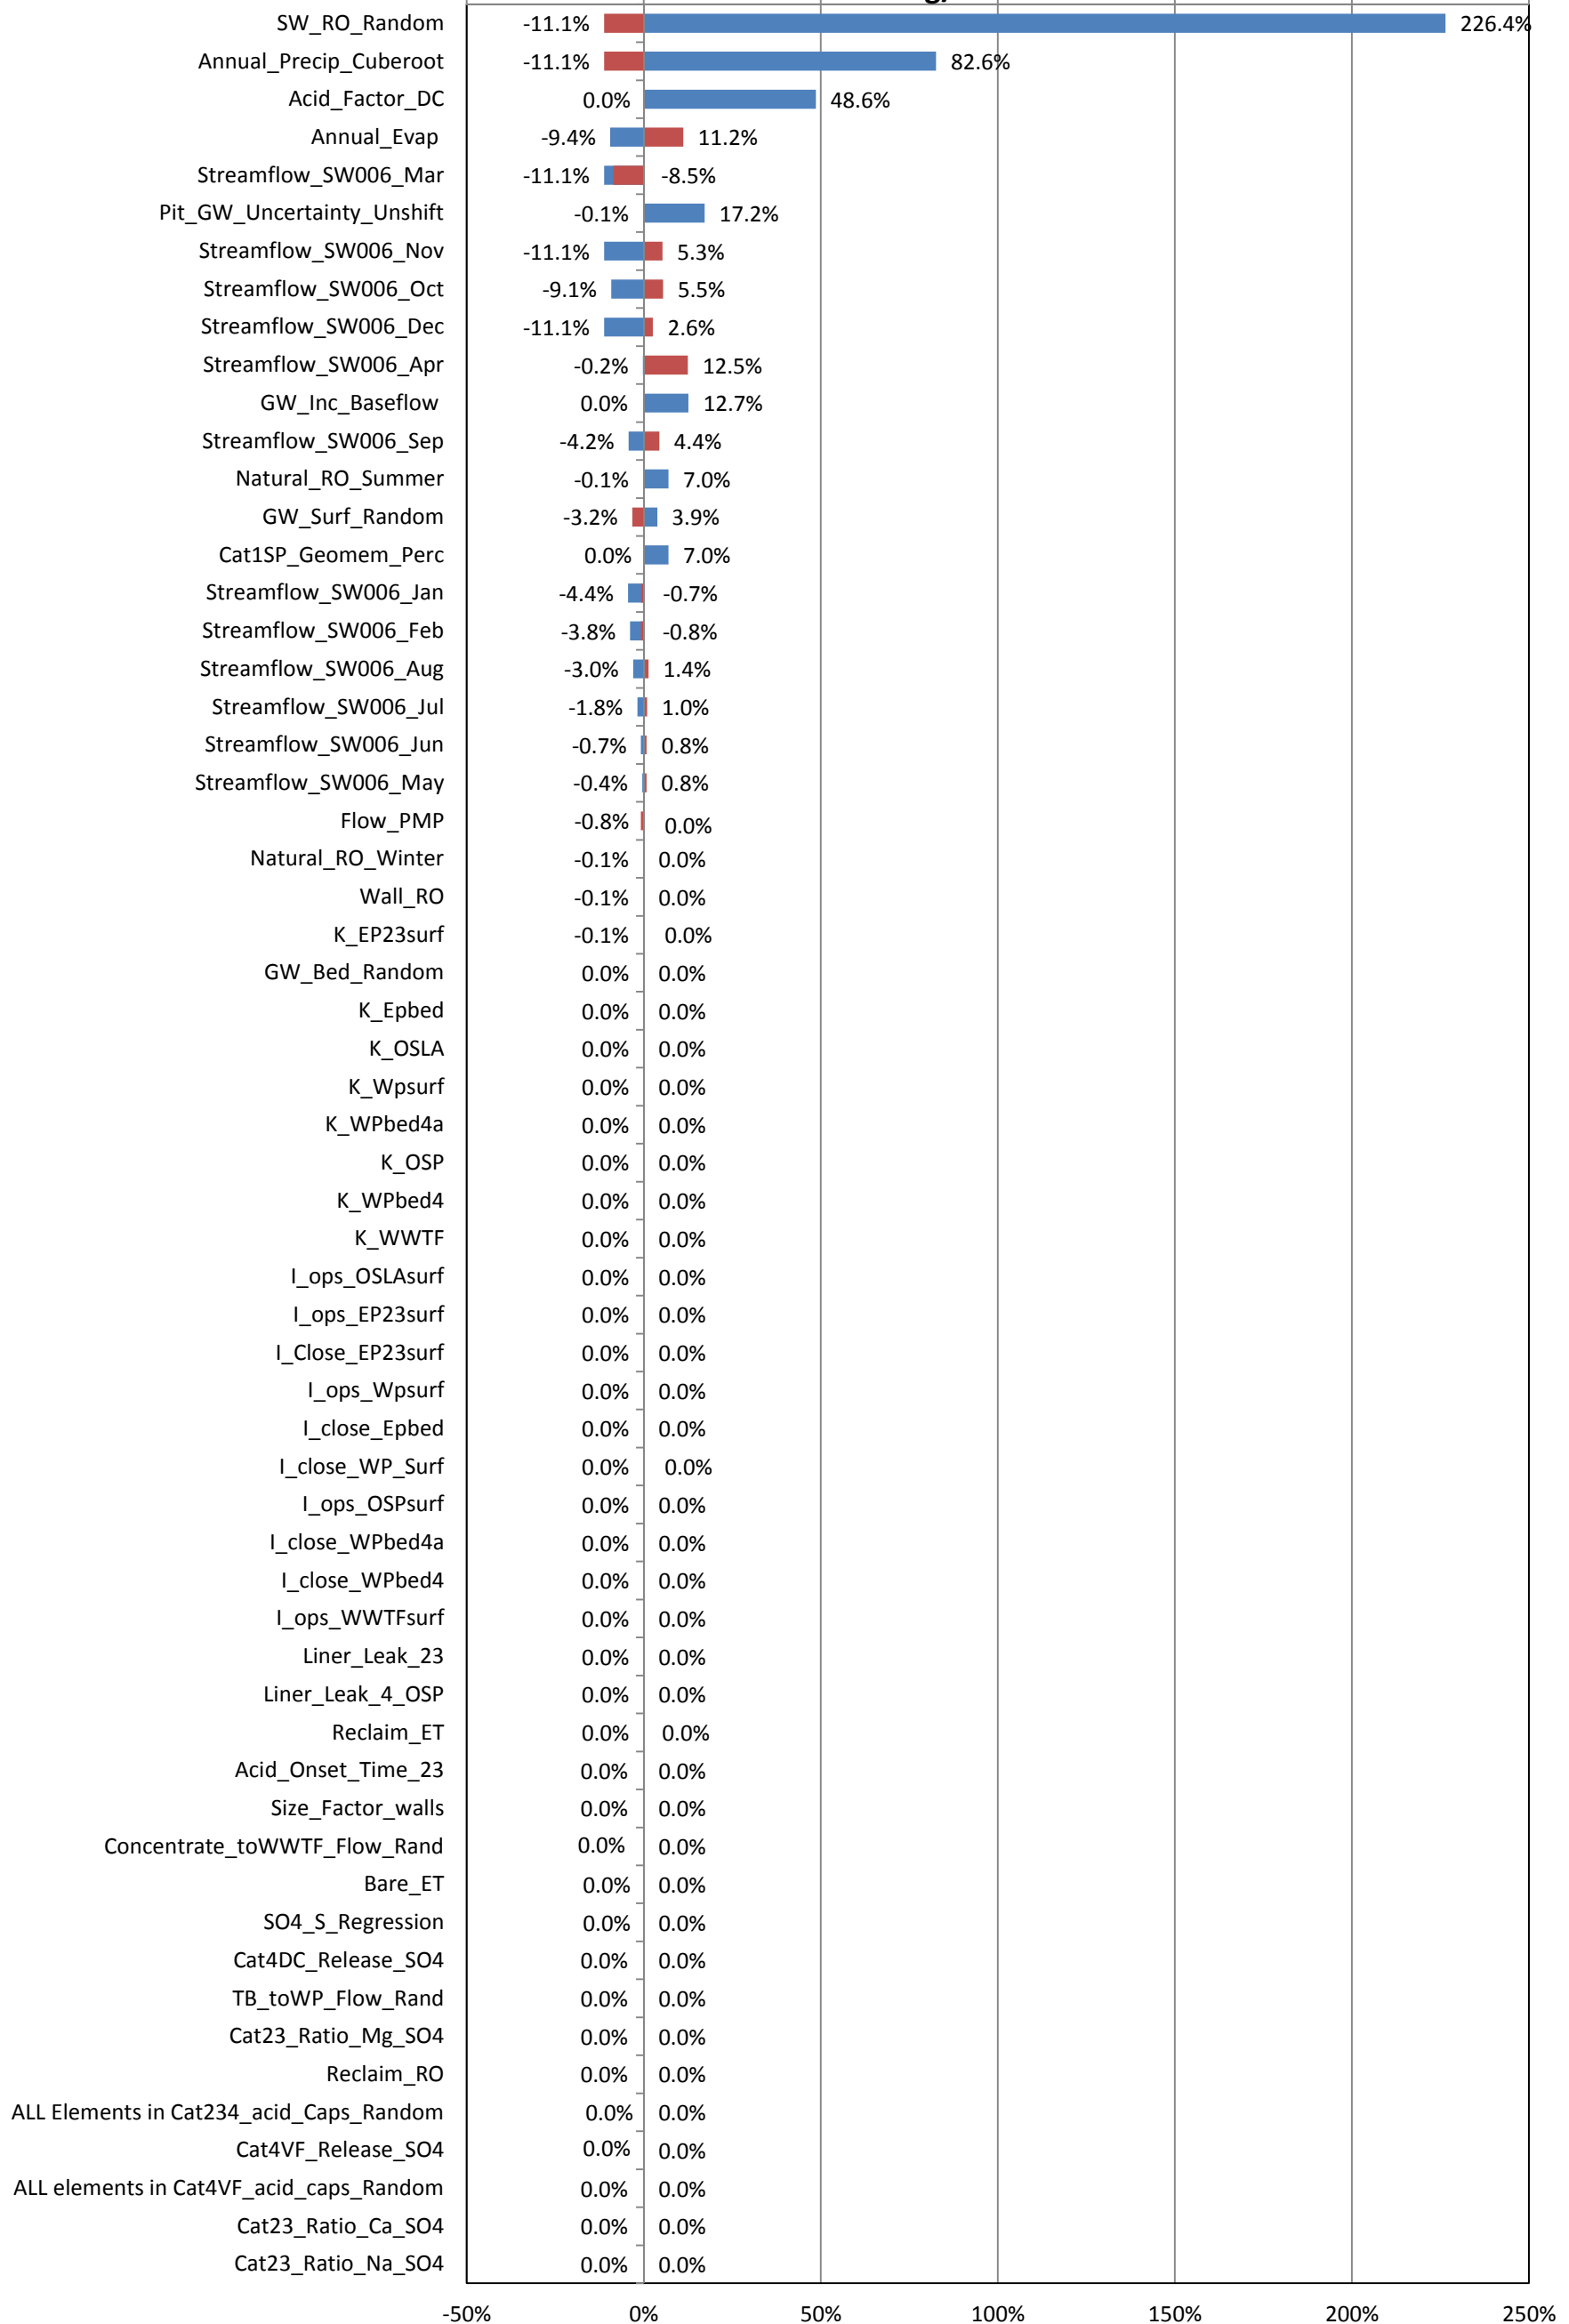 SW_RO_Random -11.1% 226.4%
Annual_Precip_Cuberoot -11.1% 82.6%
Acid_Factor_DC 0.0% 48.6%
Annual_Evap -9.4% 11.2%
Streamflow_SW006_Mar -11.1% -8.5%
Pit_GW_Uncertainty_Unshift -0.1% 17.2%
Streamflow_SW006_Nov -11.1% 5.3%
Streamflow_SW006_Oct -9.1% 5.5%
Streamflow_SW006_Dec -11.1% 2.6%
Streamflow_SW006_Apr -0.2% 12.5%
GW_Inc_Baseflow 0.0% 12.7%
Streamflow_SW006_Sep -4.2% 4.4%
Natural_RO_Summer -0.1% 7.0%
GW_Surf_Random -3.2% 3.9%
Cat1SP_Geomem_Perc 0.0% 7.0%
Streamflow_SW006_Jan -4.4% -0.7%
Streamflow_SW006_Feb -3.8% -0.8%
Streamflow_SW006_Aug -3.0% 1.4%
Streamflow_SW006_Jul -1.8% 1.0%
Streamflow_SW006_Jun -0.7% 0.8%
Streamflow_SW006_May -0.4% 0.8%
Flow_PMP -0.8% 0.0%
Natural_RO_Winter -0.1% 0.0%
Wall_RO -0.1% 0.0%
K_EP23surf -0.1% 0.0%
GW_Bed_Random 0.0% 0.0%
K_Epbed 0.0% 0.0%
K_OSLA 0.0% 0.0%
K_Wpsurf 0.0% 0.0%
K_WPbed4a 0.0% 0.0%
K_OSP 0.0% 0.0%
K_WPbed4 0.0% 0.0%
K_WWTF 0.0% 0.0%
I_ops_OSLAsurf 0.0% 0.0%
I_ops_EP23surf 0.0% 0.0%
I_Close_EP23surf 0.0% 0.0%
I_ops_Wpsurf 0.0% 0.0%
I_close_Epbed 0.0% 0.0%
I_close_WP_Surf 0.0% 0.0%
I_ops_OSPsurf 0.0% 0.0%
I_close_WPbed4a 0.0% 0.0%
I_close_WPbed4 0.0% 0.0%
I_ops_WWTFsurf 0.0% 0.0%
Liner_Leak_23 0.0% 0.0%
Liner_Leak_4_OSP 0.0% 0.0%
Reclaim_ET 0.0% 0.0%
Acid_Onset_Time_23 0.0% 0.0%
Size_Factor_walls 0.0% 0.0%
Concentrate_toWWTF_Flow_Rand 0.0% 0.0%
Bare_ET 0.0% 0.0%
SO4_S_Regression 0.0% 0.0%
Cat4DC_Release_SO4 0.0% 0.0%
TB_toWP_Flow_Rand 0.0% 0.0%
Cat23_Ratio_Mg_SO4 0.0% 0.0%
Reclaim_RO 0.0% 0.0%
ALL Elements in Cat234_acid_Caps_Random 0.0% 0.0%
Cat4VF_Release_SO4 0.0% 0.0%
ALL elements in Cat4VF_acid_caps_Random 0.0% 0.0%
Cat23_Ratio_Ca_SO4 0.0% 0.0%
Cat23_Ratio_Na_SO4 0.0% 0.0%
-50% 0% 50% 100% 150% 200% 250%